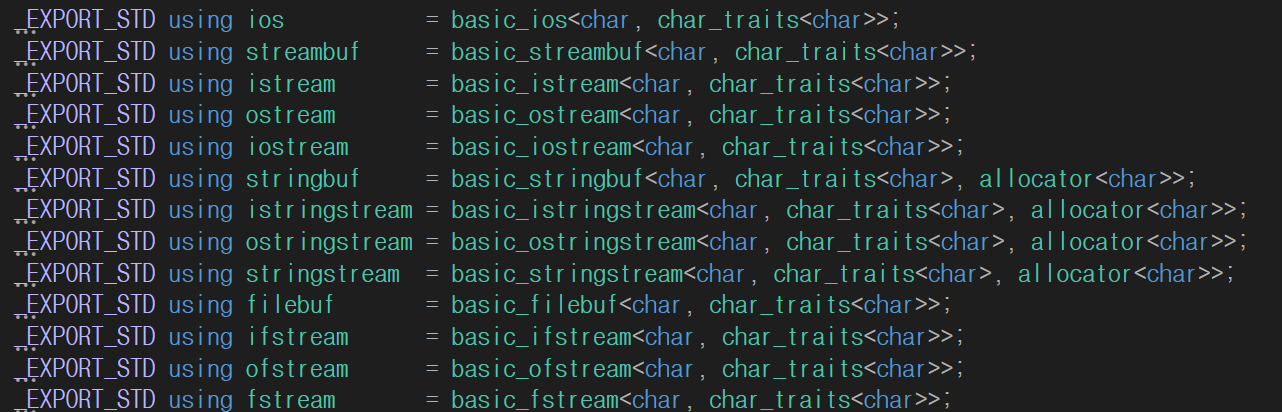 _EXPORT_STD using ios           = basic_ios<char, char_traits<char>>;
_EXPORT_STD using streambuf     = basic_streambuf<char, char_traits<char>>;
_EXPORT_STD using istream       = basic_istream<char, char_traits<char>>;
_EXPORT_STD using ostream       = basic_ostream<char, char_traits<char>>;
_EXPORT_STD using iostream      = basic_iostream<char, char_traits<char>>;
_EXPORT_STD using stringbuf     = basic_stringbuf<char, char_traits<char>, allocator<char>>;
_EXPORT_STD using istringstream = basic_istringstream<char, char_traits<char>, allocator<char>>;
_EXPORT_STD using ostringstream = basic_ostringstream<char, char_traits<char>, allocator<char>>;
_EXPORT_STD using stringstream  = basic_stringstream<char, char_traits<char>, allocator<char>>;
_EXPORT_STD using filebuf       = basic_filebuf<char, char_traits<char>>;
_EXPORT_STD using ifstream      = basic_ifstream<char, char_traits<char>>;
_EXPORT_STD using ofstream      = basic_ofstream<char, char_traits<char>>;
_EXPORT_STD using fstream       = basic_fstream<char, char_traits<char>>;